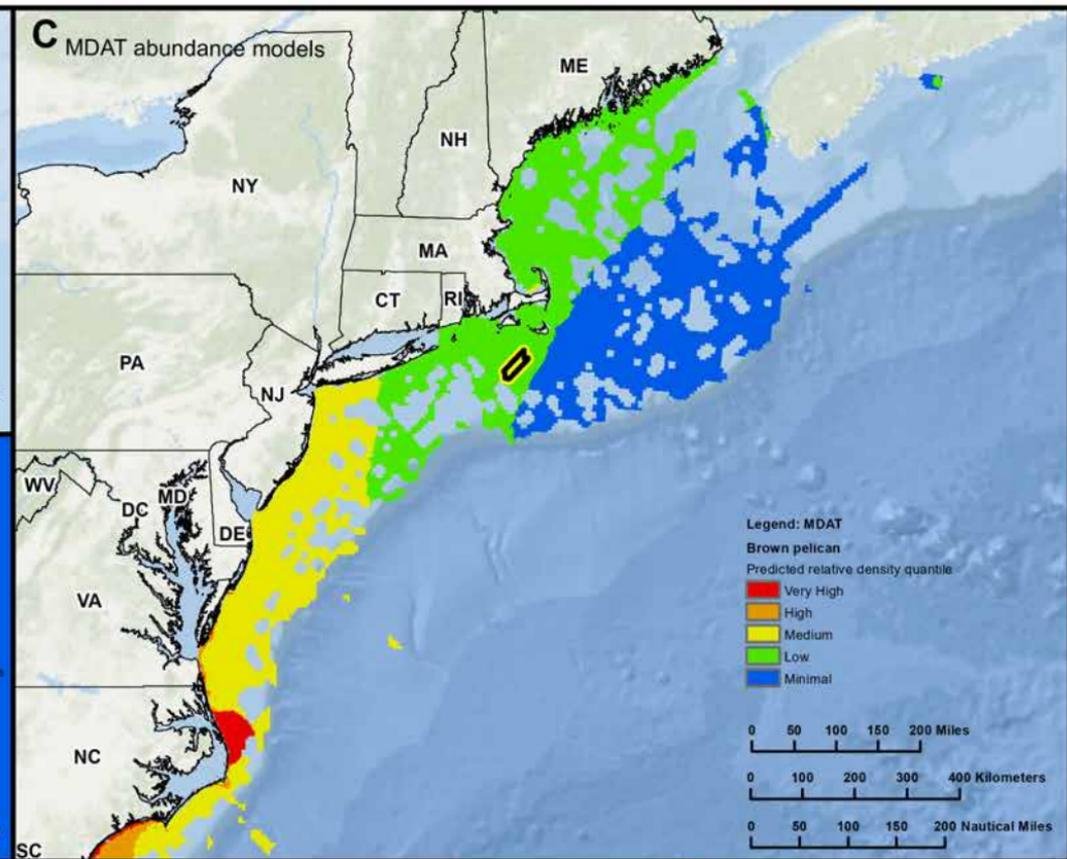 C MDAT abundance models
ME
NH
NY
MA
CT
RI
PA
NJ
WV
MD
DC
DE
VA
NC
SC
Legend: MDAT
Brown pelican
Predicted relative density quantile
Very High
High
Medium
Low
Minimal
0 50 100 150 200 Miles
0 100 200 300 400 Kilometers
0 50 100 150 200 Nautical Miles